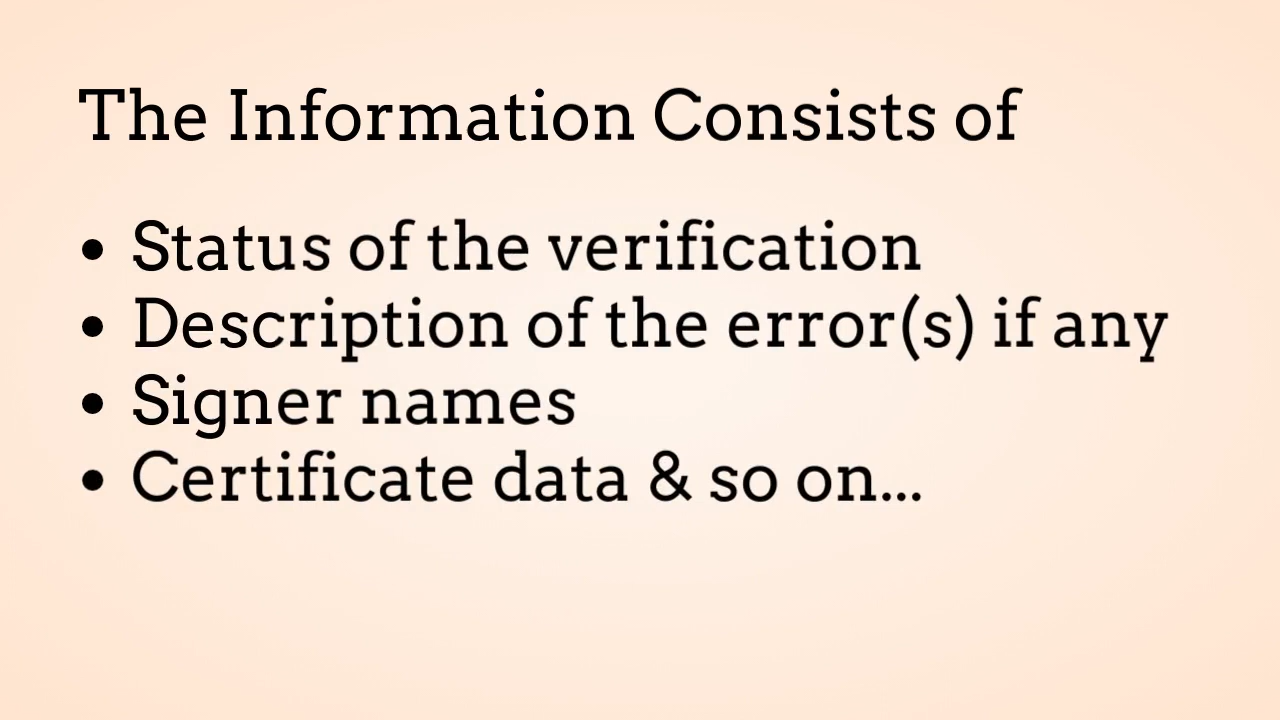 The Information Consists of
• Status of the verification
• Description of the error(s) if any
• Signer names
• Certificate data & so on...